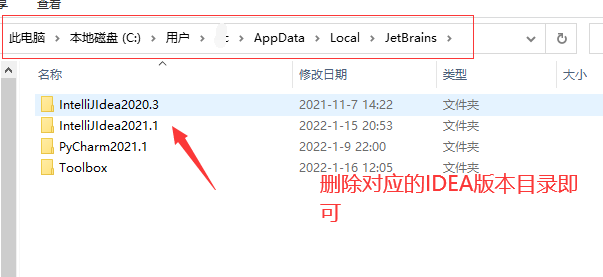 享 查看
此电脑 > 本地磁盘 (C:) > 用户 > > AppData > Local > JetBrains >
名称 修改日期 类型 大小
IntelliJIdea2020.3 2021-11-7 14:22 文件夹
IntelliJIdea2021.1 2022-1-15 20:53 文件夹
PyCharm2021.1 2022-1-9 22:00 文件夹
Toolbox 2022-1-16 12:05 文件夹
删除对应的IDEA版本目录即
可